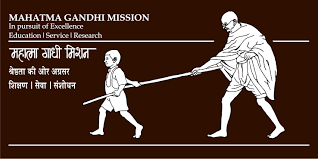 MAHATMA GANDHI MISSION
In pursuit of Excellence
Education | Service | Research
महात्मा गांधी मिशन
श्रेष्ठता की ओर अग्रसर
शिक्षण | सेवा | संशोधन